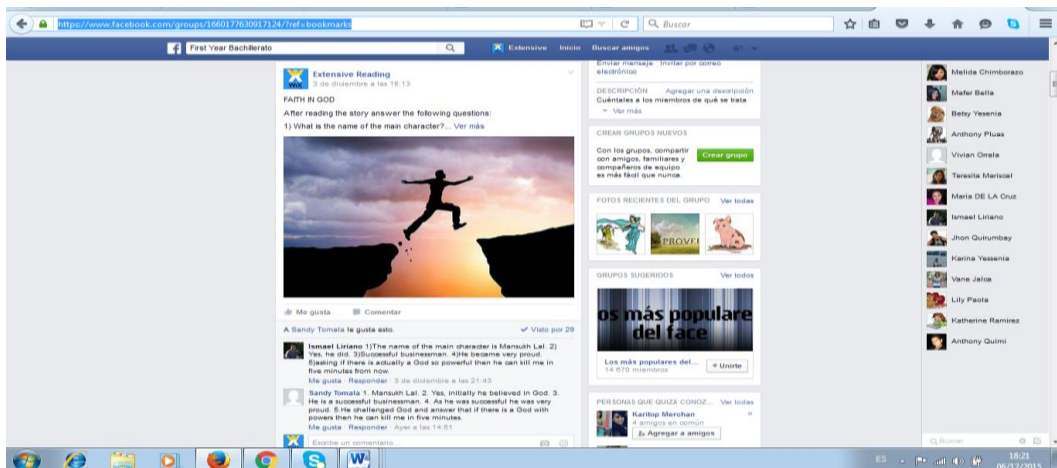 https://www.facebook.com/groups/1660177630917124/?ref=bookmarks
Buscar
First Year Bachillerato
Extensive Inicio Buscar amigos
WiX
Extensive Reading
3 de diciembre a las 18:13
FAITH IN GOD
After reading the story answer the following questions:
1) What is the name of the main character?... Ver más
Me gusta Comentar
A Sandy Tomala le gusta esto.
Visto por 29
Ismael Liriano 1)The name of the main character is Mansukh Lal. 2)
Yes, he did. 3)Successful businessman. 4)He became very proud.
5)asking if there is actually a God so powerful then he can kill me in
five minutes from now.
Me gusta · Responder · 3 de diciembre a las 21:43
Sandy Tomala 1. Mansukh Lal. 2. Yes, initially he believed in God. 3.
He is a successful businessman. 4. As he was successful he was very
proud. 5.He challenged God and answer that if there is a God with
powers then he can kill me in five minutes.
Me gusta · Responder · Ayer a las 14:51
Escribe un comentario...
Enviar mensaje · Invitar por correo
electrónico
DESCRIPCIÓN Agregar una descripción
Cuéntales a los miembros de qué se trata
Ver más
CREAR GRUPOS NUEVOS
Con los grupos, compartir
con amigos, familiares y
compañeros de equipo
es más fácil que nunca.
Crear grupo
FOTOS RECIENTES DEL GRUPO Ver todas
PROVE
GRUPOS SUGERIDOS Ver todos
os más populare
del face
Los más populares del...
14 678 miembros
Unirte
PERSONAS QUE QUIZÁ CONOZ... Ver todas
Karilop Merchan
4 amigos en común
Agregar a amigos
Melida Chimborazo
Mafer Bella
Betsy Yesenia
Anthony Pluas
Vivian Orrala
Teresita Mariscal
Maria DE LA Cruz
Ismael Liriano
Jhon Quirumbay
Karina Yessenia
Vane Jaloa
Lily Paola
Katherine Ramirez
Anthony Quimi
Buscar
ES
18:21
06/12/2015